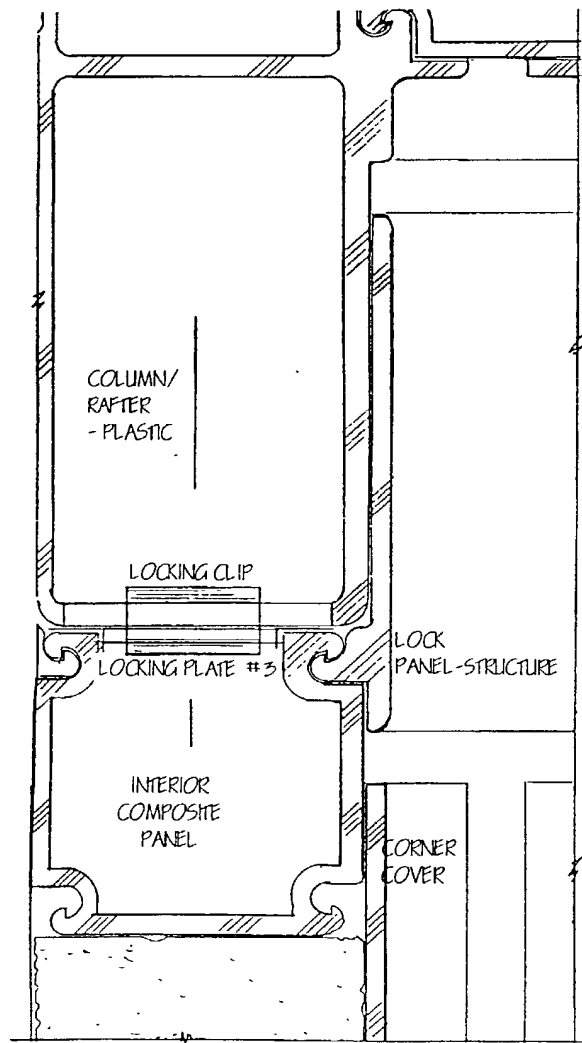 COLUMN/
RAFTER
- PLASTIC
LOCKING CLIP
LOCKING PLATE #3
LOCK
PANEL-STRUCTURE
INTERIOR
COMPOSITE
PANEL
CORNER
COVER